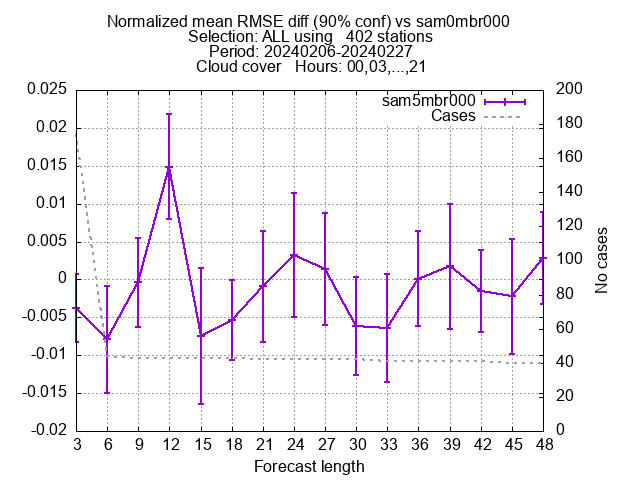 Normalized mean RMSE diff (90% conf) vs sam0mbr000
Selection: ALL using   402 stations
Period: 20240206-20240227
Cloud cover   Hours: 00,03,...,21
sam5mbr000
Cases
0.025
0.02
0.015
0.01
0.005
0
-0.005
-0.01
-0.015
-0.02
200
180
160
140
120
100
80
60
40
20
0
No cases
3 6 9 12 15 18 21 24 27 30 33 36 39 42 45 48
Forecast length